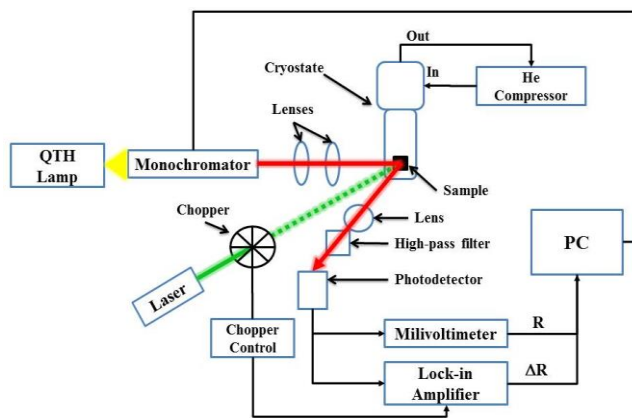 Out
Cryostate
In
He
Compressor
Lenses
QTH
Lamp
Monochromator
Sample
Chopper
Lens
High-pass filter
PC
Photodetector
Laser
Chopper
Control
Milivoltimeter
R
Lock-in
Amplifier
ΔR